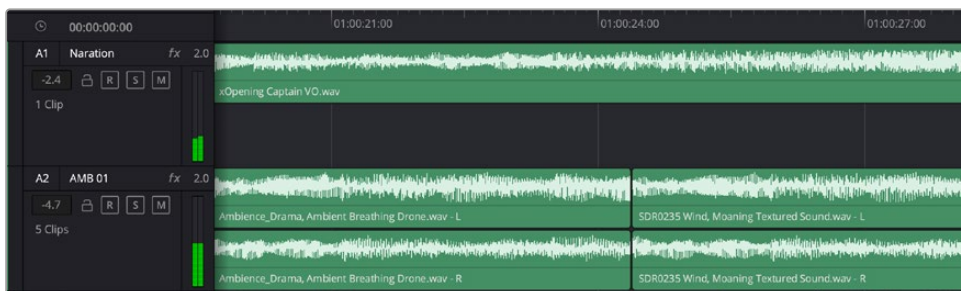 00:00:00:00 01:00:21:00 01:00:24:00 01:00:27:00
A1 Naration fx 2.0
-2.4 R S M
xOpening Captain VO.wav
1 Clip
A2 AMB 01 fx 2.0
-4.7 R S M
Ambience_Drama, Ambient Breathing Drone.wav - L SDR0235 Wind, Moaning Textured Sound.wav - L
5 Clips
Ambience_Drama, Ambient Breathing Drone.wav - R SDR0235 Wind, Moaning Textured Sound.wav - R